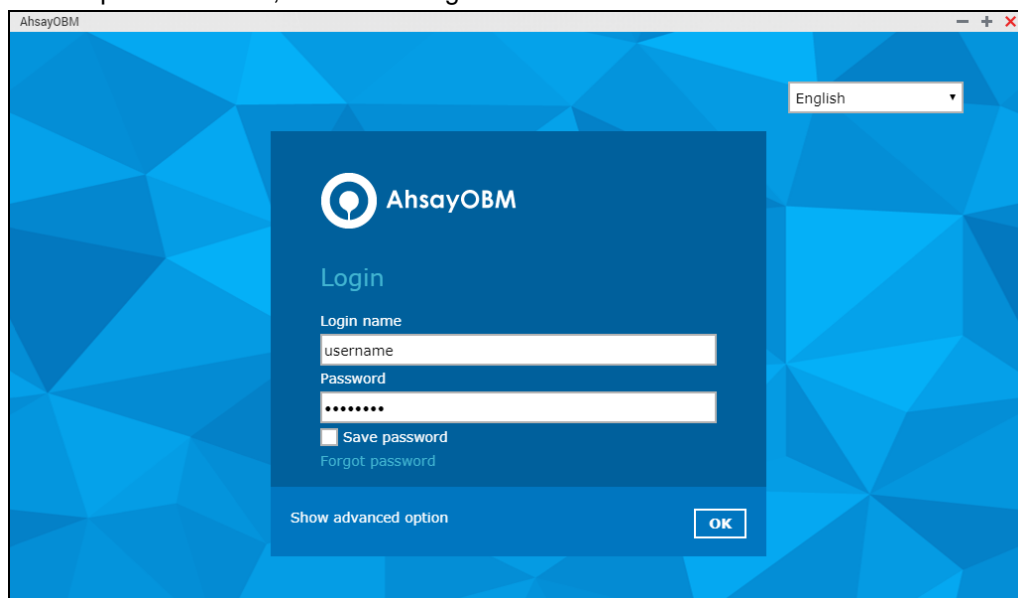 AhsayOBM
English
AhsayOBM
Login
Login name
username
Password
••••••••
Save password
Forgot password
Show advanced option
OK